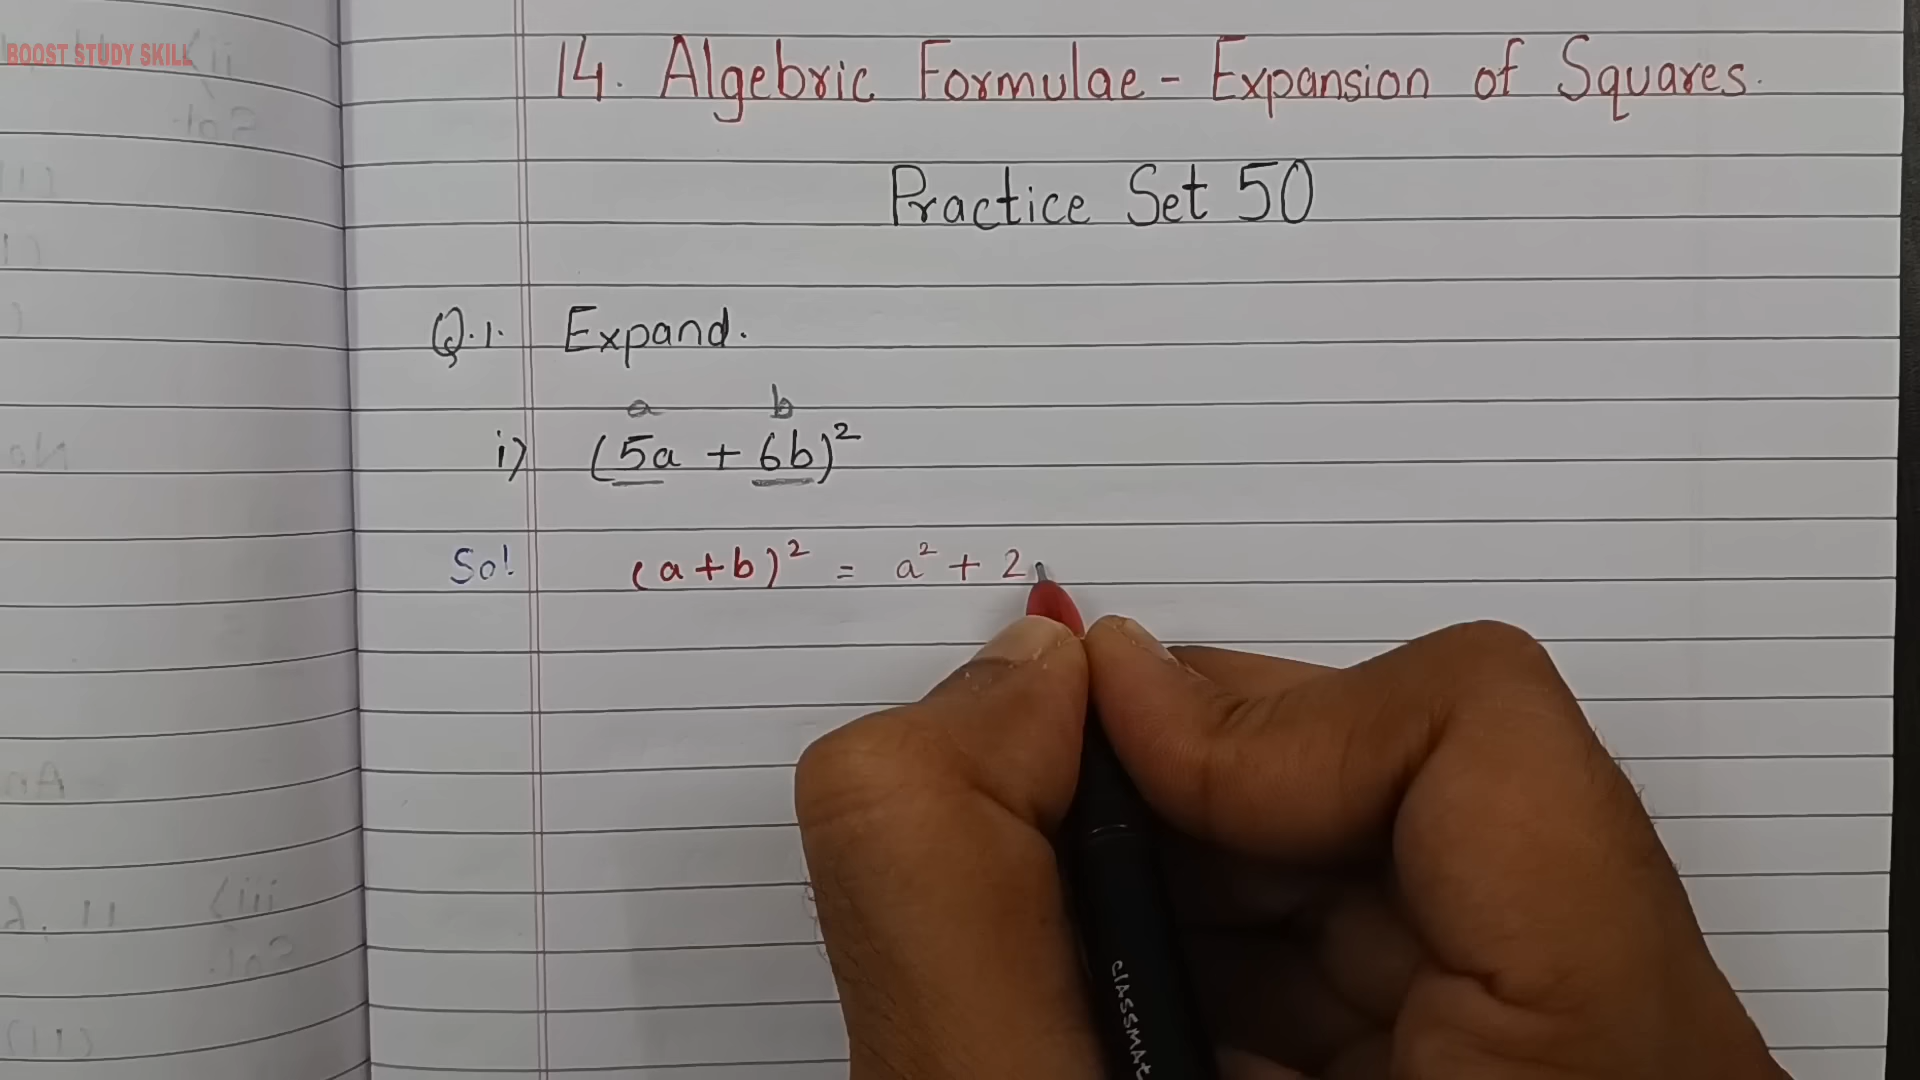 BOOST STUDY SKILL
14. Algebric Formulae - Expansion of Squares.
Practice Set 50
Q.1. Expand.
a b
i) (5a + 6b)²
Sol (a+b)² = a² + 2
classmat